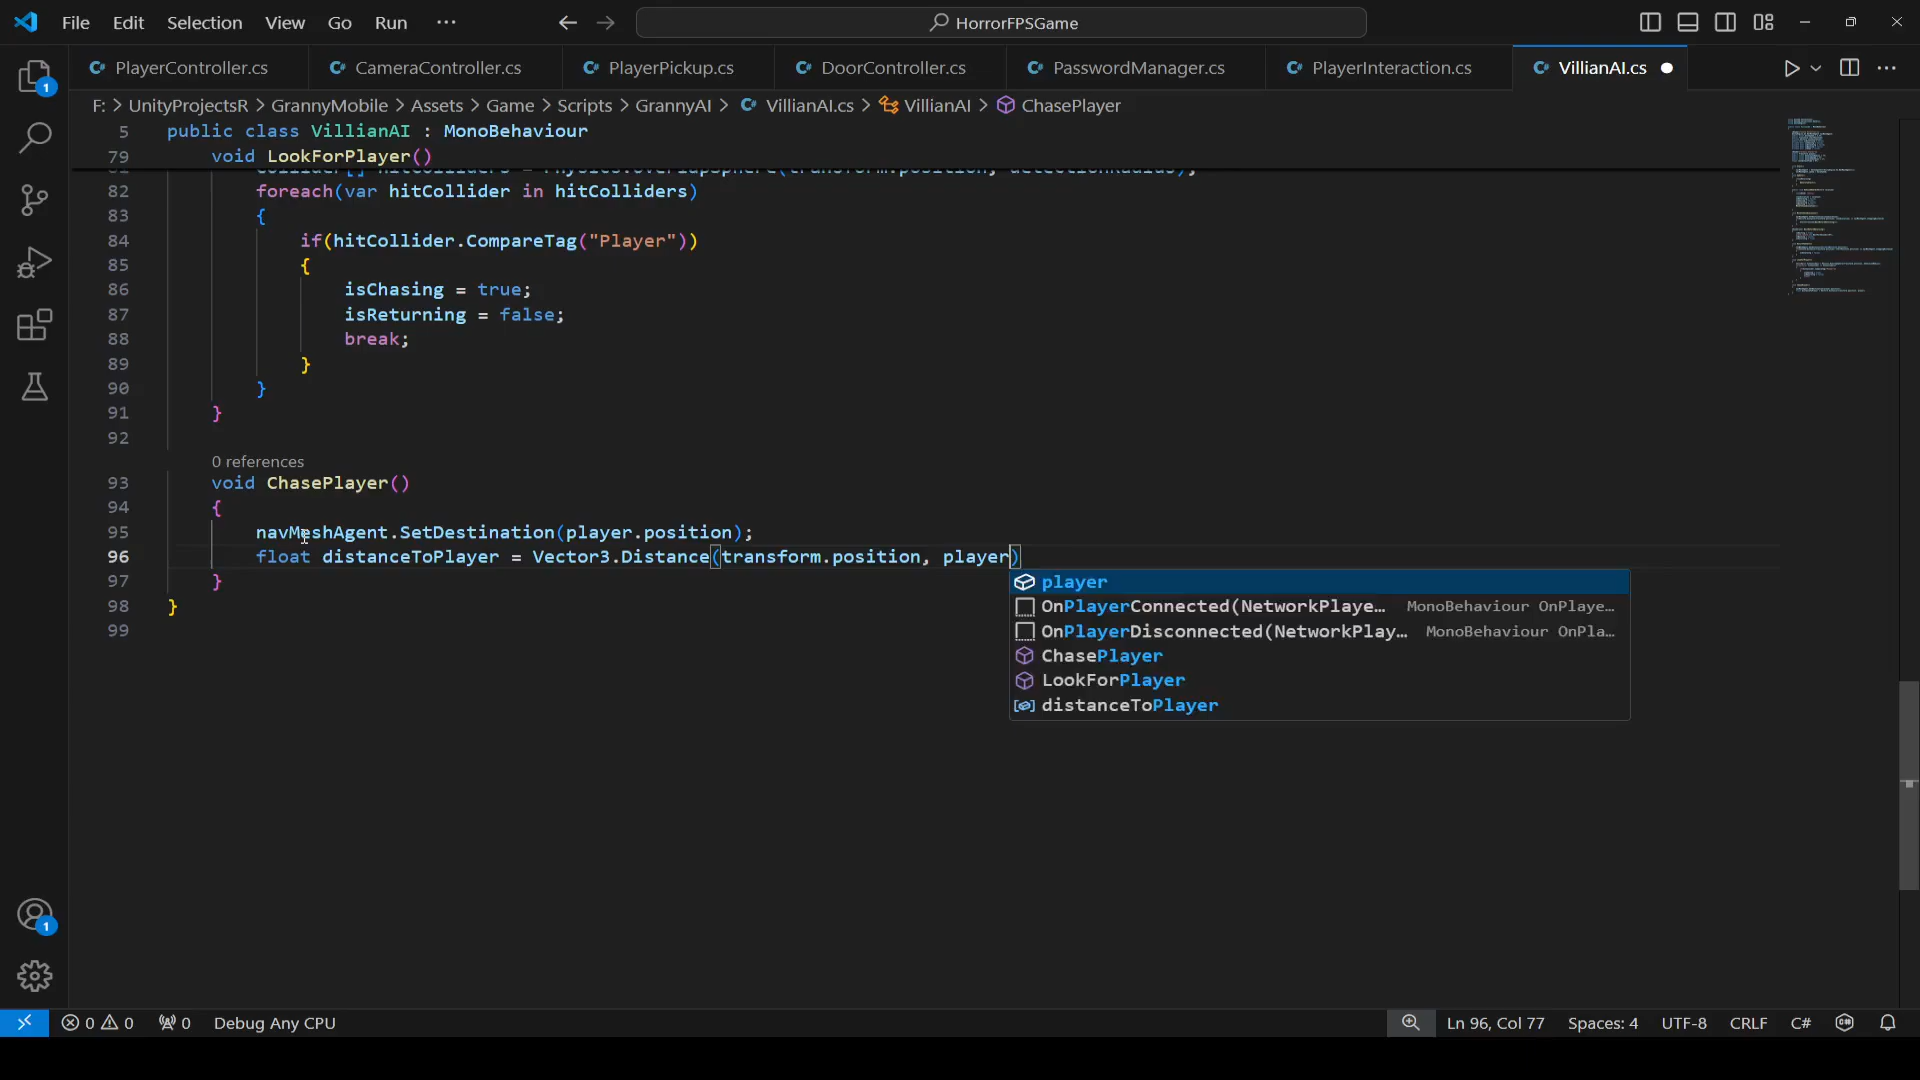 File Edit Selection View Go Run ··· HorrorFPSGame
PlayerController.cs CameraController.cs PlayerPickup.cs DoorController.cs PasswordManager.cs PlayerInteraction.cs VillianAI.cs
F: > UnityProjectsR > GrannyMobile > Assets > Game > Scripts > GrannyAI > VillianAI.cs > VillianAI > ChasePlayer
5 public class VillianAI : MonoBehaviour
79 void LookForPlayer()
82 foreach(var hitCollider in hitColliders)
83 {
84 if(hitCollider.CompareTag("Player"))
85 {
86 isChasing = true;
87 isReturning = false;
88 break;
89 }
90 }
91 }
92
0 references
93 void ChasePlayer()
94 {
95 navMeshAgent.SetDestination(player.position);
96 float distanceToPlayer = Vector3.Distance(transform.position, player)
97 }
98 }
99
player
OnPlayerConnected(NetworkPlaye… MonoBehaviour OnPlaye…
OnPlayerDisconnected(NetworkPlay… MonoBehaviour OnPla…
ChasePlayer
LookForPlayer
distanceToPlayer
1
1
0 0 0 Debug Any CPU Ln 96, Col 77 Spaces: 4 UTF-8 CRLF C#